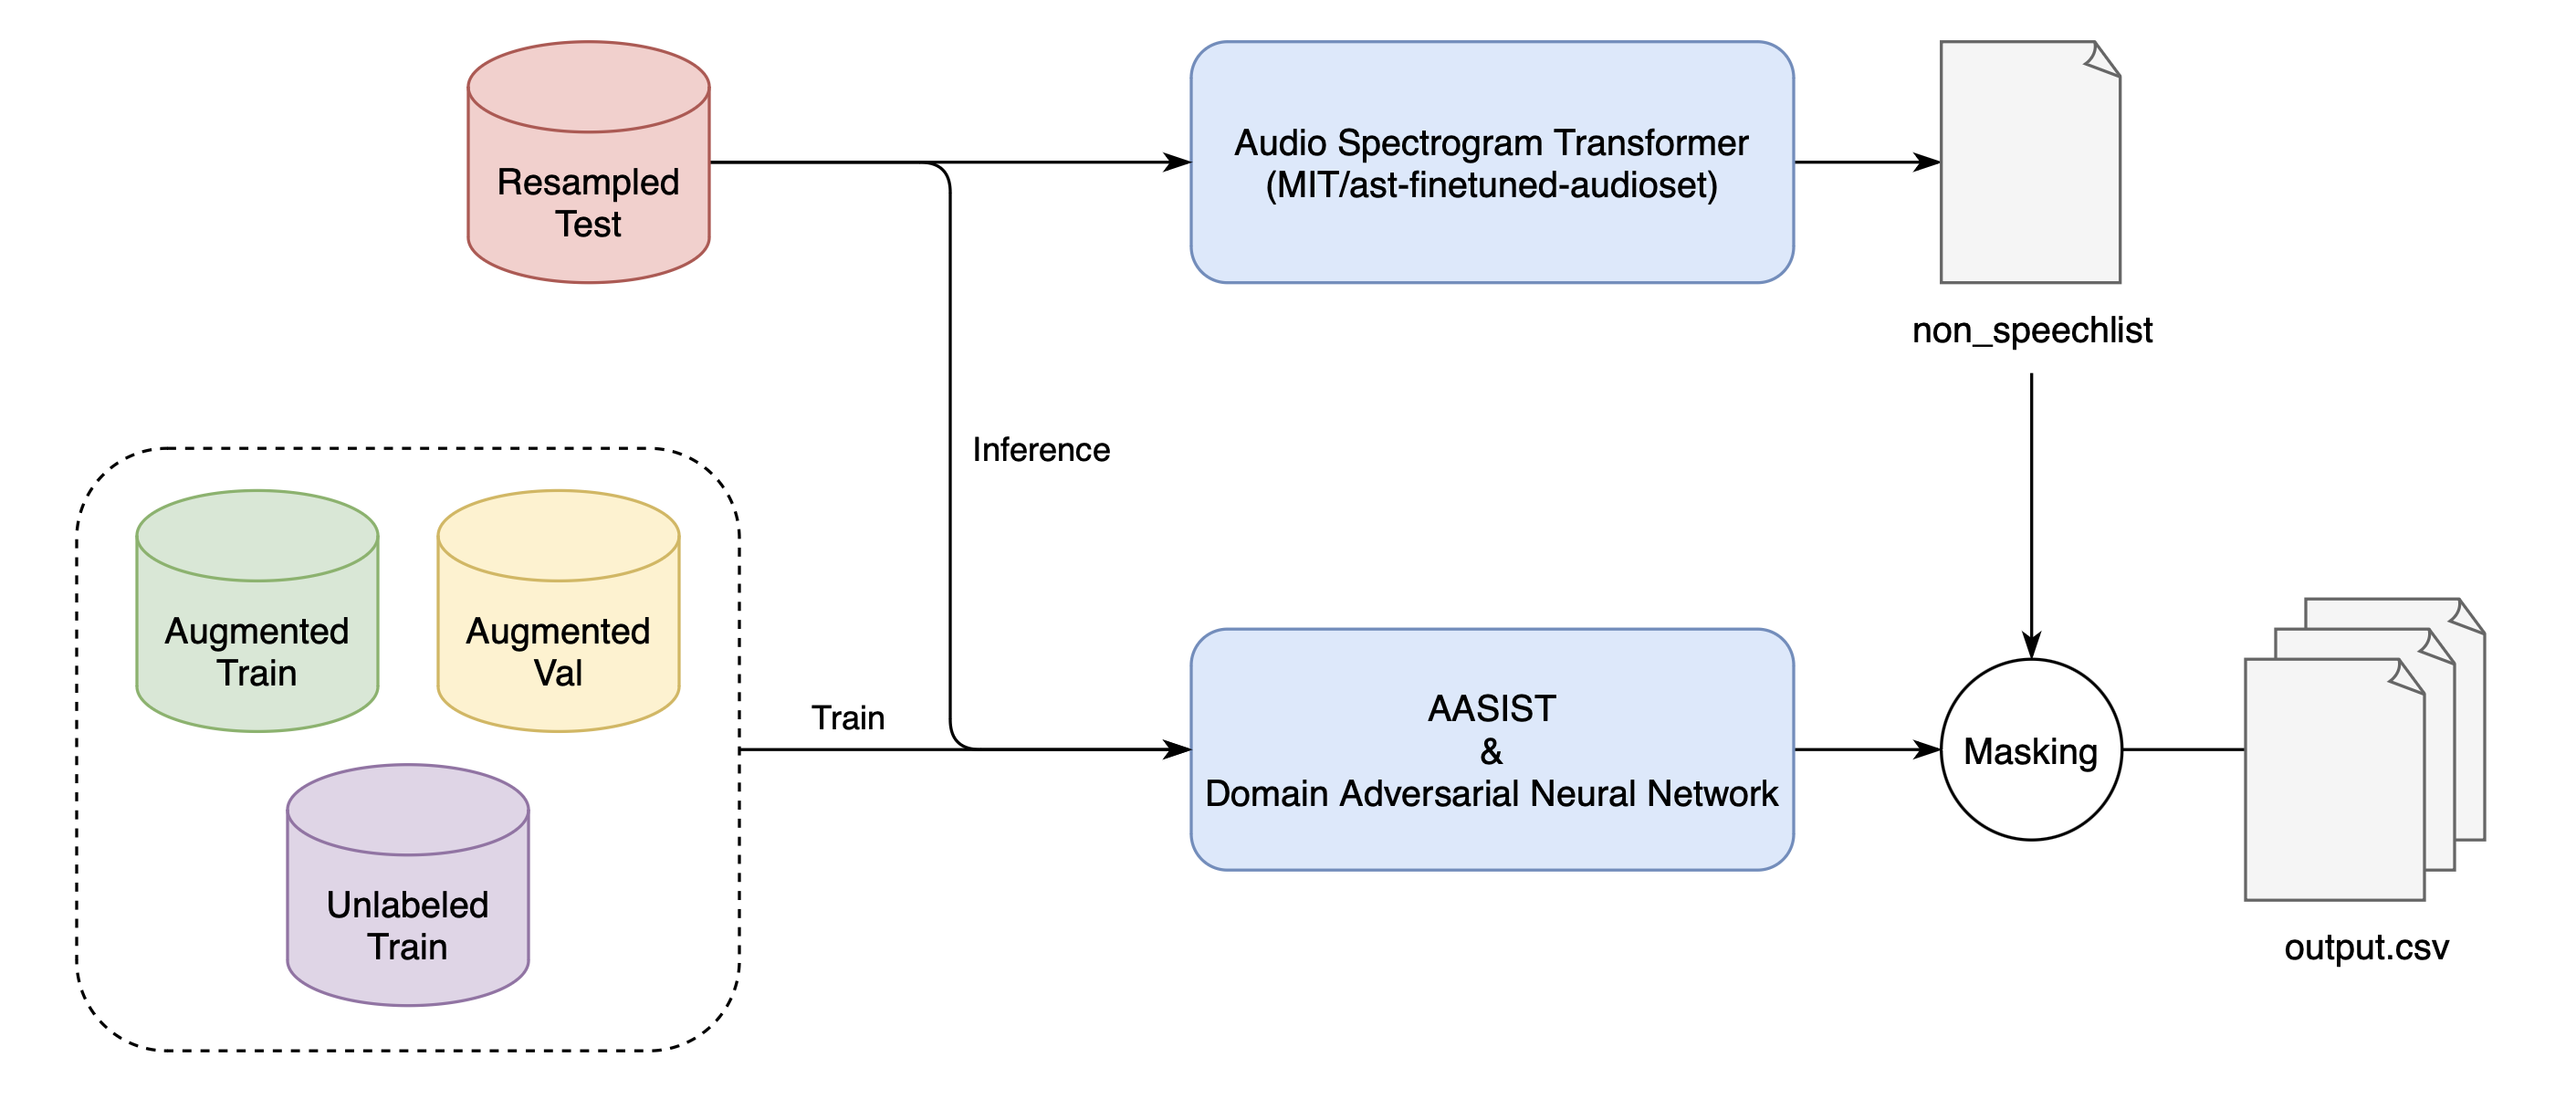 Resampled
Test
Audio Spectrogram Transformer
(MIT/ast-finetuned-audioset)
non_speechlist
Inference
Augmented
Train
Augmented
Val
Unlabeled
Train
Train
AASIST
&
Domain Adversarial Neural Network
Masking
output.csv